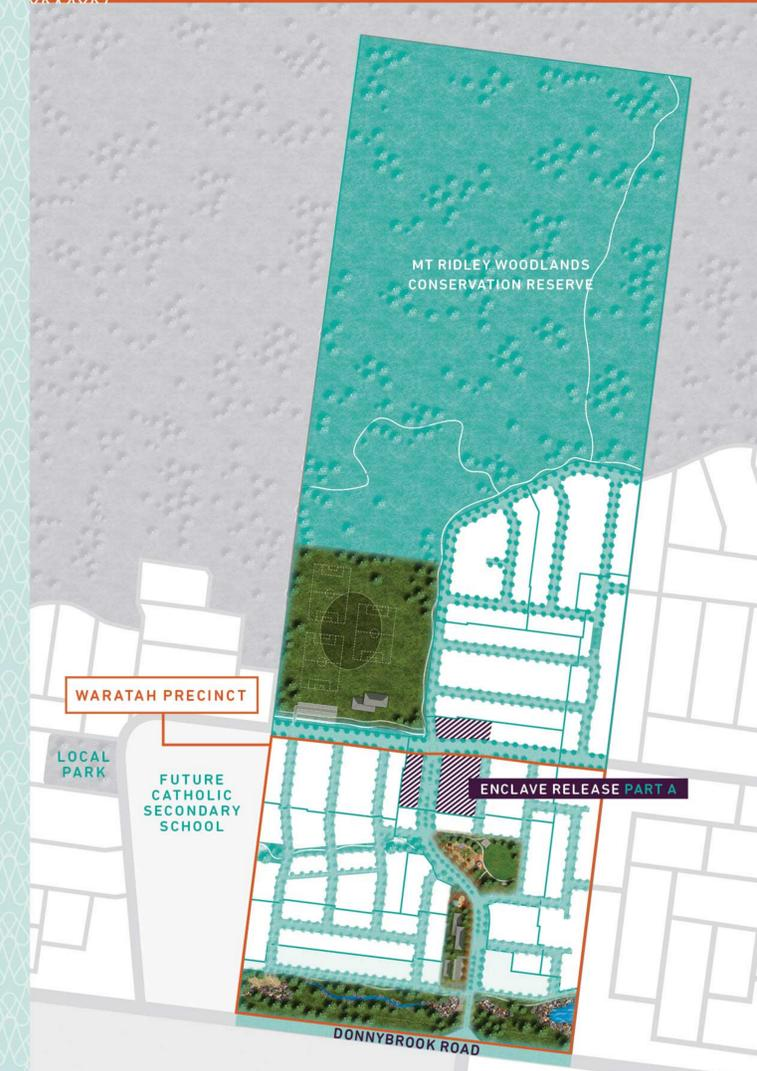 MT RIDLEY WOODLANDS
CONSERVATION RESERVE
WARATAH PRECINCT
LOCAL
PARK
FUTURE
CATHOLIC
SECONDARY
SCHOOL
ENCLAVE RELEASE PART A
DONNYBROOK ROAD